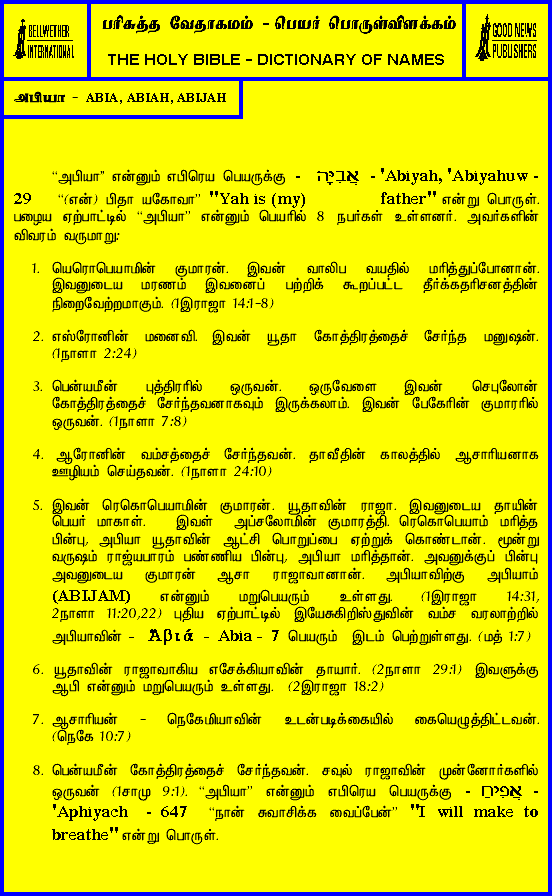 BELLWETHER
INTERNATIONAL
பரிசுத்த வேதாகமம் - பெயர் பொருள்விளக்கம்
THE HOLY BIBLE - DICTIONARY OF NAMES
GOOD NEWS
PUBLISHERS
அபியா - ABIA, ABIAH, ABIJAH
“அபியா” என்னும் எபிரெய பெயருக்கு - אֲבִיָּה - 'Abiyah, 'Abiyahuw -
29 “(என்) பிதா யகோவா” "Yah is (my) father" என்று பொருள்.
பழைய ஏற்பாட்டில் “அபியா” என்னும் பெயரில் 8 நபர்கள் உள்ளனர். அவர்களின்
விவரம் வருமாறு:
1. யெரொபெயாமின் குமாரன். இவன் வாலிப வயதில் மரித்துப்போனான்.
இவனுடைய மரணம் இவனைப் பற்றிக் கூறப்பட்ட தீர்க்கதரிசனத்தின்
நிறைவேற்றமாகும். (1இராஜா 14:1-8)
2. எஸ்ரோனின் மனைவி. இவன் யூதா கோத்திரத்தைச் சேர்ந்த மனுஷன்.
(1நாளா 2:24)
3. பென்யமீன் புத்திரரில் ஒருவன். ஒருவேளை இவன் செபுலோன்
கோத்திரத்தைச் சேர்ந்தவனாகவும் இருக்கலாம். இவன் பேகேரின் குமாரரில்
ஒருவன். (1நாளா 7:8)
4. ஆரோனின் வம்சத்தைச் சேர்ந்தவன். தாவீதின் காலத்தில் ஆசாரியனாக
ஊழியம் செய்தவன். (1நாளா 24:10)
5. இவன் ரெகொபெயாமின் குமாரன். யூதாவின் ராஜா. இவனுடைய தாயின்
பெயர் மாகாள். இவள் அப்சலோமின் குமாரத்தி. ரெகொபெயாம் மரித்த
பின்பு, அபியா யூதாவின் ஆட்சி பொறுப்பை ஏற்றுக் கொண்டான். மூன்று
வருஷம் ராஜ்யபாரம் பண்ணிய பின்பு, அபியா மரித்தான். அவனுக்குப் பின்பு
அவனுடைய குமாரன் ஆசா ராஜாவானான். அபியாவிற்கு அபியாம்
(ABIJAM) என்னும் மறுபெயரும் உள்ளது. (1இராஜா 14:31,
2நாளா 11:20,22) புதிய ஏற்பாட்டில் இயேசுகிறிஸ்துவின் வம்ச வரலாற்றில்
அபியாவின் - Ἀβιά - Abia - 7 பெயரும் இடம் பெற்றுள்ளது. (மத் 1:7)
6. யூதாவின் ராஜாவாகிய எசேக்கியாவின் தாயார். (2நாளா 29:1) இவளுக்கு
ஆபி என்னும் மறுபெயரும் உள்ளது. (2இராஜா 18:2)
7. ஆசாரியன் - நெகேமியாவின் உடன்படிக்கையில் கையெழுத்திட்டவன்.
(நெகே 10:7)
8. பென்யமீன் கோத்திரத்தைச் சேர்ந்தவன். சவுல் ராஜாவின் முன்னோர்களில்
ஒருவன் (1சாமு 9:1). “அபியா” என்னும் எபிரெய பெயருக்கு - אֲפִיחַ -
'Aphiyach - 647 “நான் சுவாசிக்க வைப்பேன்” "I will make to
breathe" என்று பொருள்.